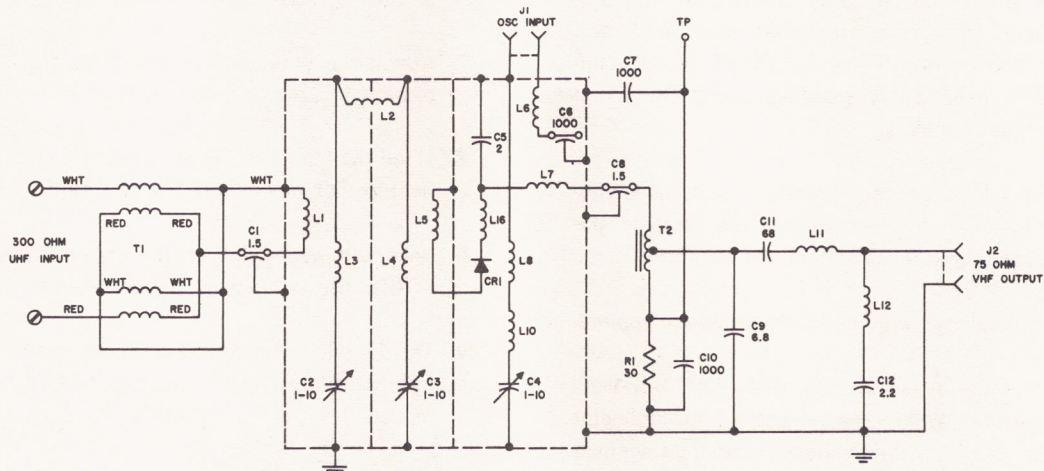 J1
OSC INPUT
TP
C7
1000
L2
L6
C6
1000
C5
2
WHT
WHT
RED
RED
L1
L7
C8
1.5
300 OHM
UHF INPUT
T1
C1
1.5
L3
L4
L5
L16
L8
T2
C11
68
L11
J2
75 OHM
VHF OUTPUT
WHT
WHT
RED
RED
CR1
L10
L12
C9
6.8
R1
30
C10
1000
C2
1-10
C3
1-10
C4
1-10
C12
2.2